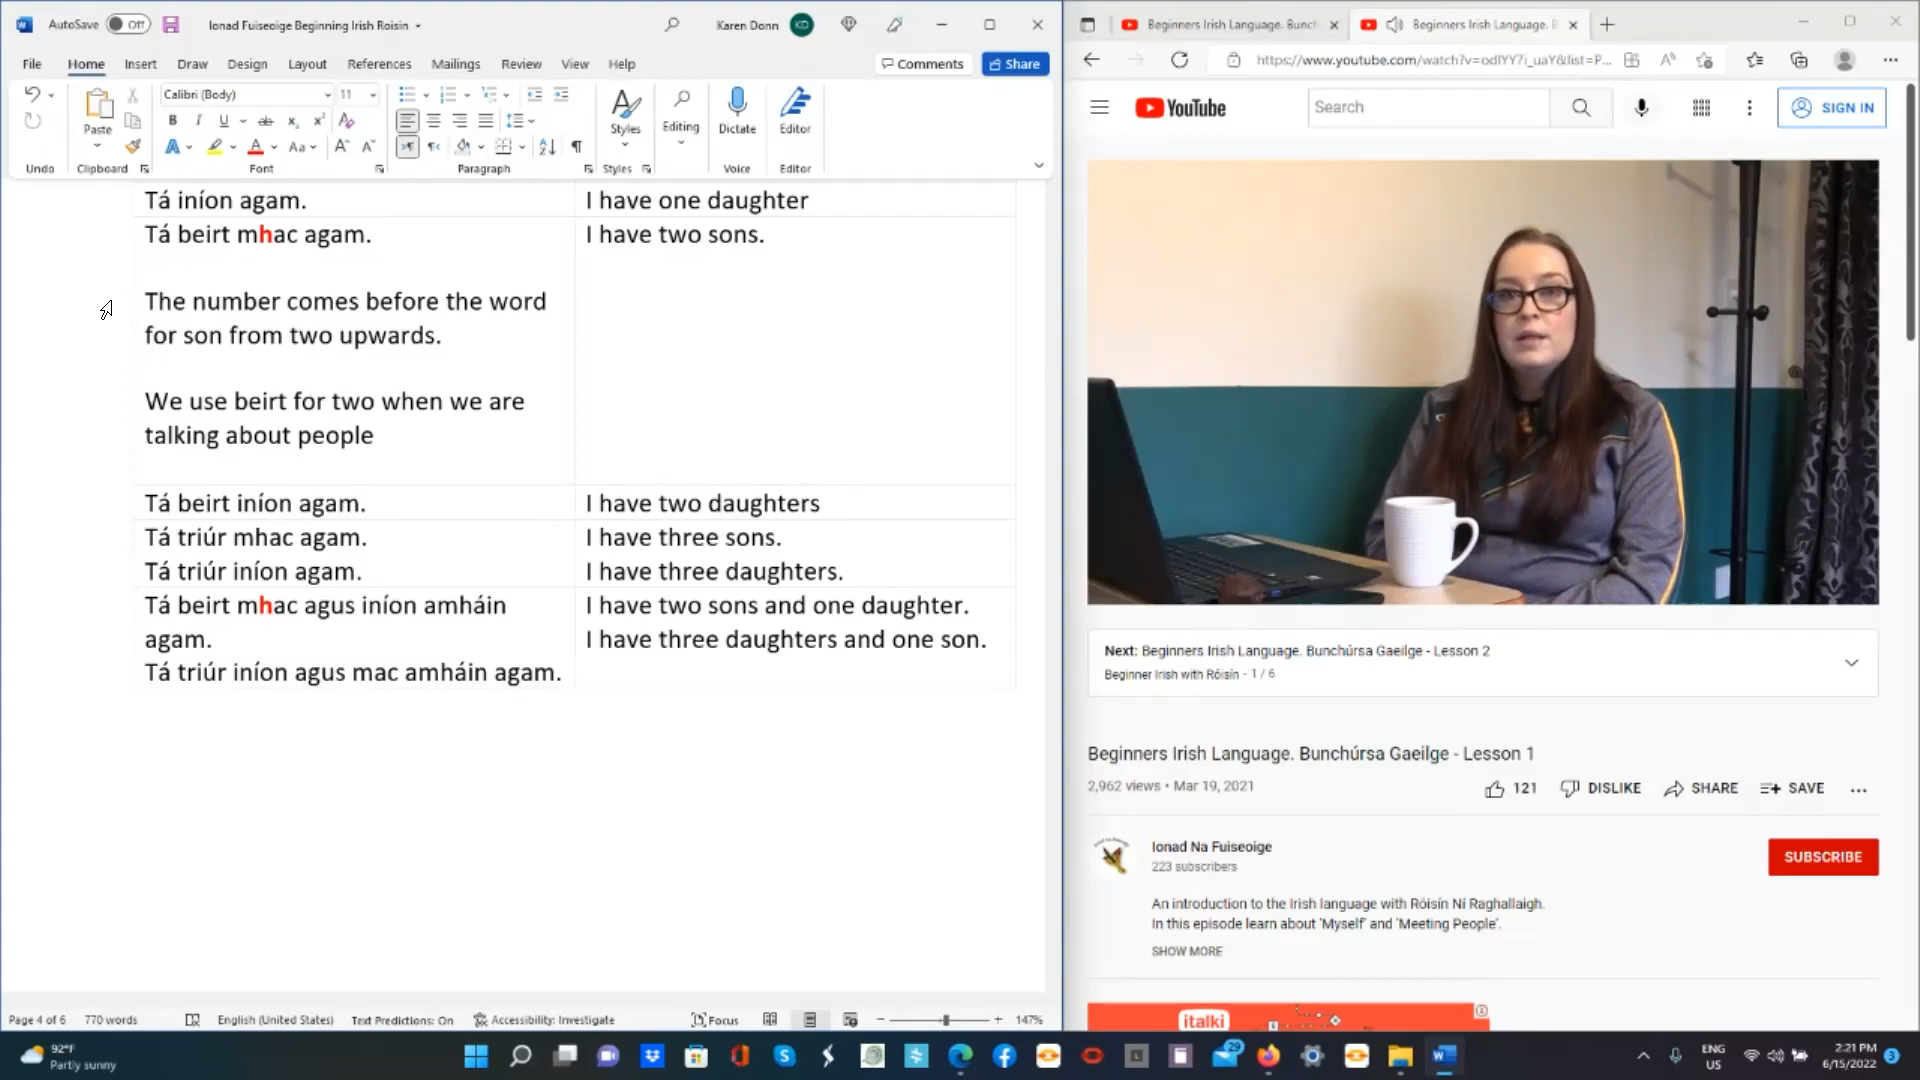 AutoSave Off
Ionad Fuiseoige Beginning Irish Roisin
Karen Donn KD
File Home Insert Draw Design Layout References Mailings Review View Help
Comments Share
Calibri (Body) 11
Paste Styles Editing Dictate Editor
Undo Clipboard Font Paragraph Styles Voice Editor
Tá iníon agam. I have one daughter
Tá beirt mhac agam. I have two sons.
The number comes before the word
for son from two upwards.
We use beirt for two when we are
talking about people
Tá beirt iníon agam. I have two daughters
Tá triúr mhac agam. I have three sons.
Tá triúr iníon agam. I have three daughters.
Tá beirt mhac agus iníon amháin I have two sons and one daughter.
agam. I have three daughters and one son.
Tá triúr iníon agus mac amháin agam.
Page 4 of 6 770 words English (United States) Text Predictions: On Accessibility: Investigate Focus 147%
Beginners Irish Language. Bunch
Beginners Irish Language. B
https://www.youtube.com/watch?v=odIYY7i_uaY&list=P...
YouTube
Search
SIGN IN
Next: Beginners Irish Language. Bunchúrsa Gaeilge - Lesson 2
Beginner Irish with Róisín - 1 / 6
Beginners Irish Language. Bunchúrsa Gaeilge - Lesson 1
2,962 views • Mar 19, 2021
121 DISLIKE SHARE SAVE
Ionad Na Fuiseoige
223 subscribers
SUBSCRIBE
An introduction to the Irish language with Róisín Ní Raghallaigh.
In this episode learn about 'Myself' and 'Meeting People'.
SHOW MORE
italki
92°F
Partly sunny
29
ENG
US
2:21 PM
6/15/2022
3